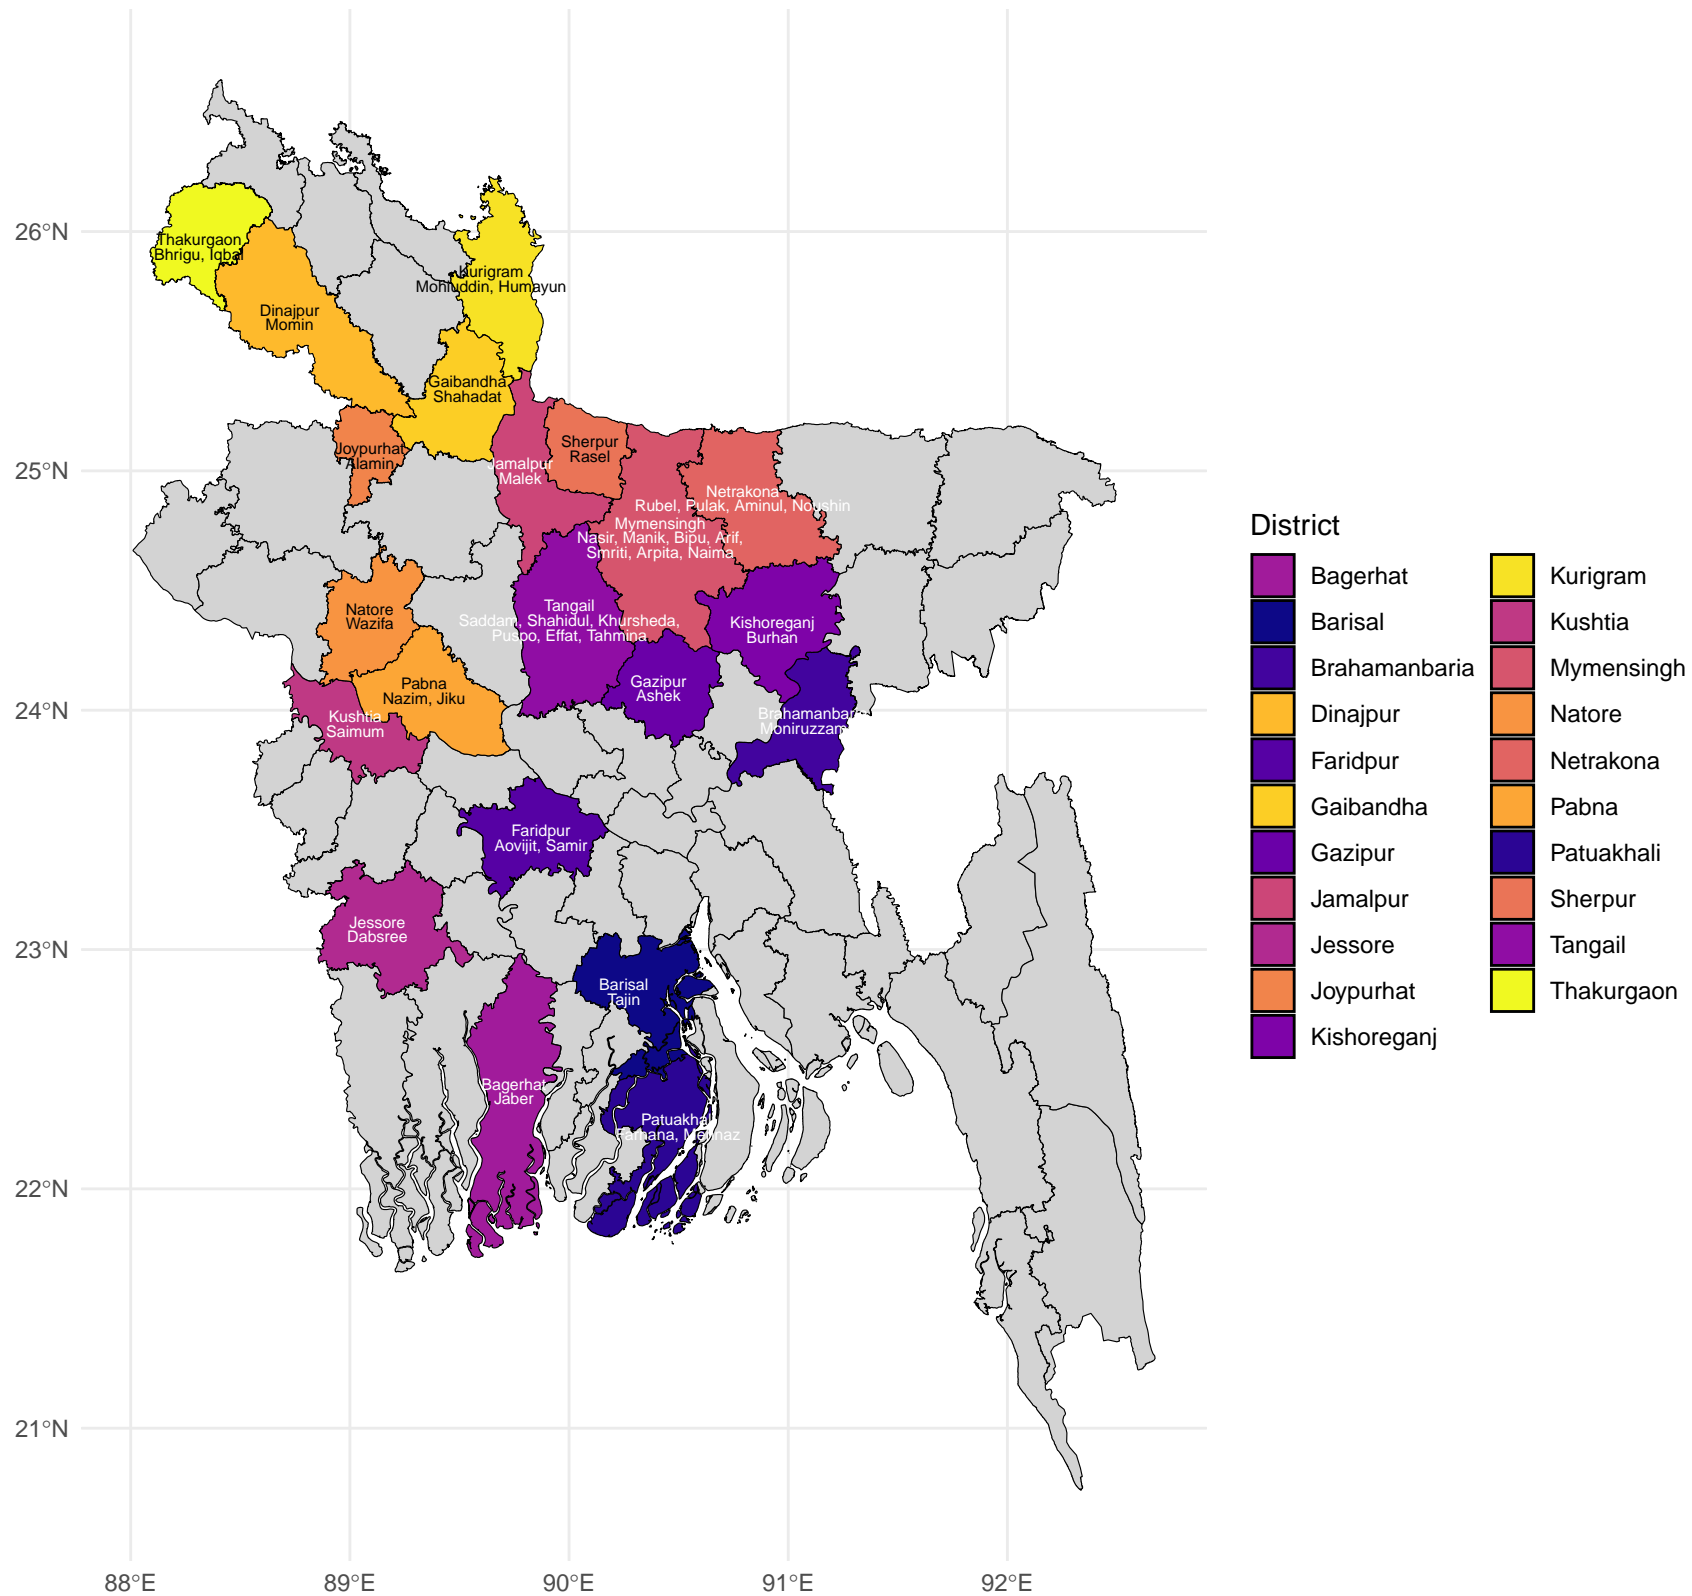 26°N
25°N
24°N
23°N
22°N
21°N
88°E
89°E
90°E
91°E
92°E
Thakurgaon
Bhrigu, Iqbal
Dinajpur
Momin
Kurigram
Mohiuddin, Humayun
Gaibandha
Shahadat
Joypurhat
Alamin
Jamalpur
Malek
Sherpur
Rasel
Netrakona
Rubel, Pulak, Aminul, Noushin
Mymensingh
Nasir, Manik, Bipu, Arif,
Smriti, Arpita, Naima
Tangail
Saddam, Shahidul, Khursheda,
Puspo, Effat, Tahmina
Kishoreganj
Burhan
Natore
Wazifa
Pabna
Nazim, Jiku
Gazipur
Ashek
Kushtia
Saimum
Faridpur
Aovijit, Samir
Jessore
Dabsree
Barisal
Tajin
Bagerhat
Jaber
Farhana,
District
Bagerhat
Barisal
Brahamanbaria
Dinajpur
Faridpur
Gaibandha
Gazipur
Jamalpur
Jessore
Joypurhat
Kishoreganj
Kurigram
Kushtia
Mymensingh
Natore
Netrakona
Pabna
Patuakhali
Sherpur
Tangail
Thakurgaon